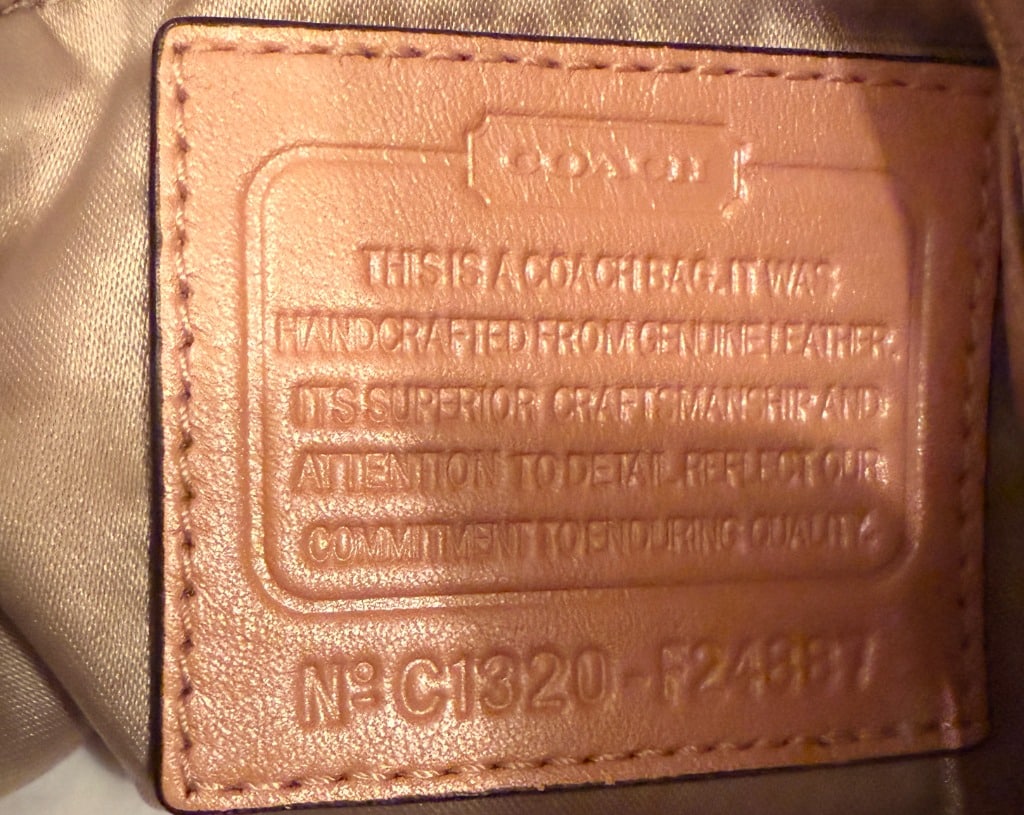 COACH
THIS IS A COACH BAG. IT WAS
HANDCRAFTED FROM GENUINE LEATHER.
ITS SUPERIOR CRAFTSMANSHIP AND
ATTENTION TO DETAIL REFLECT OUR
COMMITMENT TO ENDURING QUALITY.
Nº C1320-F24887